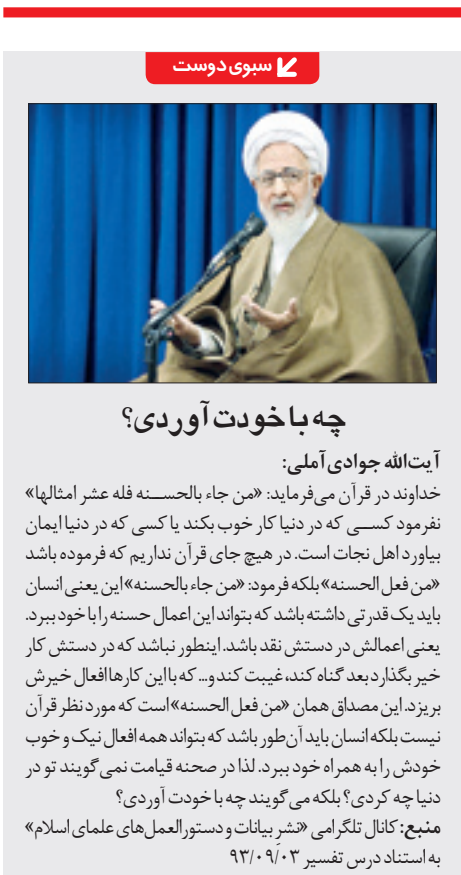 سبوی دوست
چه با خودت آوردی؟
آیت‌الله جوادی آملی:
خداوند در قرآن می‌فرماید: «من جاء بالحســنه فله عشر امثالها»
نفرمود کســی که در دنیا کار خوب بکند یا کسی که در دنیا ایمان
بیاورد اهل نجات است. در هیچ جای قرآن نداریم که فرموده باشد
«من فعل الحسنه» بلکه فرمود: «من جاء بالحسنه» این یعنی انسان
باید یک قدرتی داشته باشد که بتواند این اعمال حسنه را با خود ببرد.
یعنی اعمالش در دستش نقد باشد. اینطور نباشد که در دستش کار
خیر بگذارد بعد گناه کند، غیبت کند و... که با این کارها افعال خیرش
بریزد. این مصداق همان «من فعل الحسنه» است که مورد نظر قرآن
نیست بلکه انسان باید آن‌طور باشد که بتواند همه افعال نیک و خوب
خودش را به همراه خود ببرد. لذا در صحنه قیامت نمی‌گویند تو در
دنیا چه کردی؟ بلکه می‌گویند چه با خودت آوردی؟
منبع: کانال تلگرامی «نشرِ بیانات و دستورالعمل‌های علمای اسلام»
به استناد درس تفسیر ۹۳/۰۹/۰۳